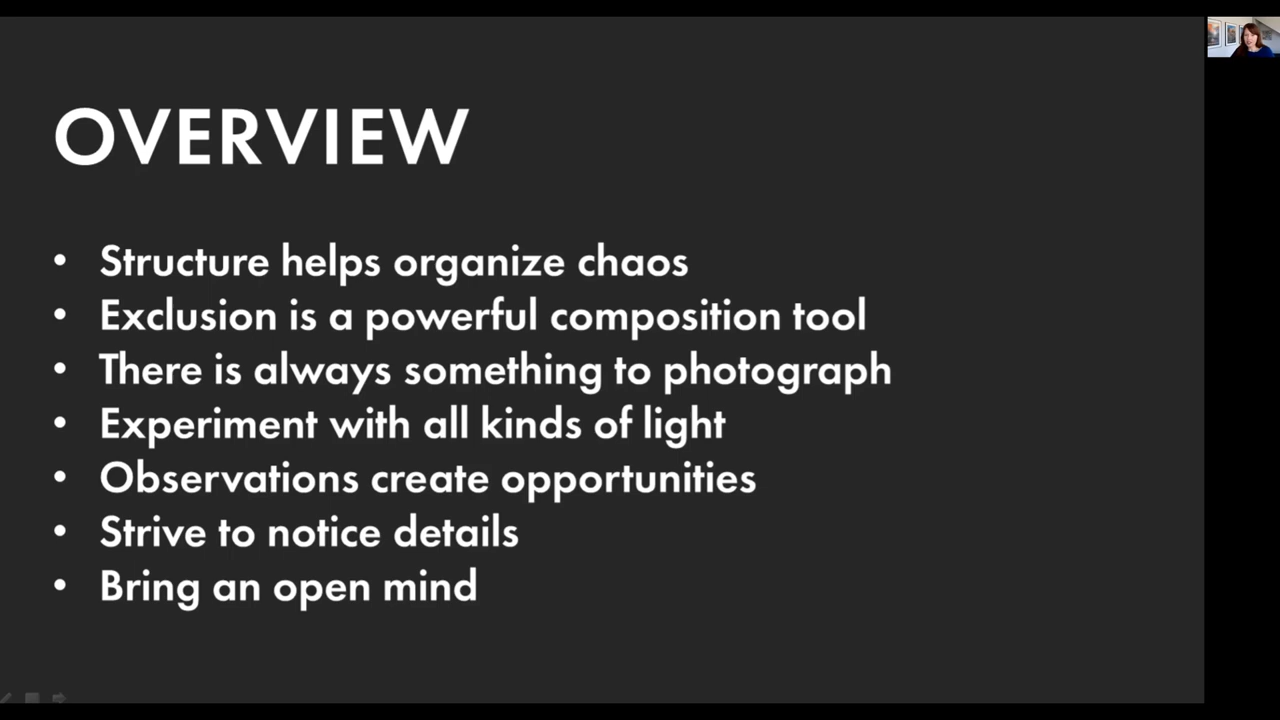 OVERVIEW
• Structure helps organize chaos
• Exclusion is a powerful composition tool
• There is always something to photograph
• Experiment with all kinds of light
• Observations create opportunities
• Strive to notice details
• Bring an open mind